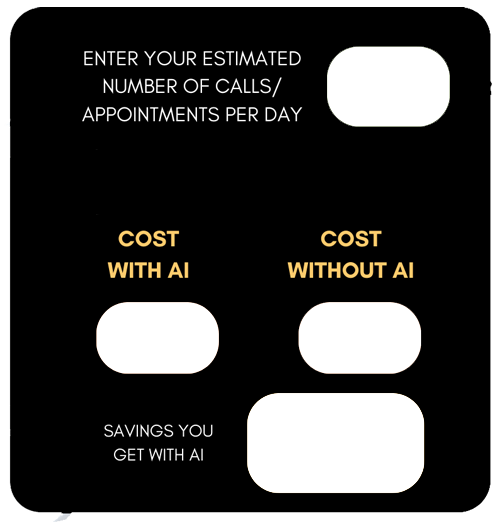 ENTER YOUR ESTIMATED
NUMBER OF CALLS/
APPOINTMENTS PER DAY
COST
WITH AI
COST
WITHOUT AI
SAVINGS YOU
GET WITH AI